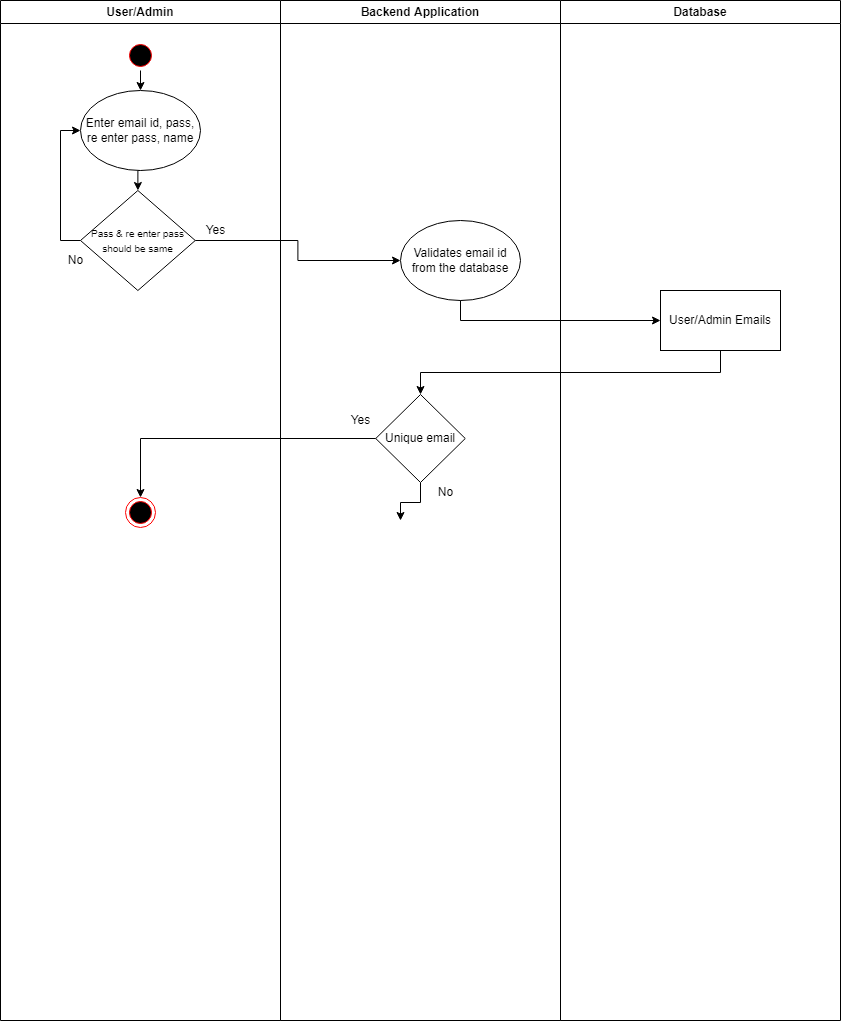 User/Admin
Backend Application
Database
Enter email id, pass,
re enter pass, name
Pass & re enter pass
should be same
Yes
No
Validates email id
from the database
User/Admin Emails
Yes
Unique email
No